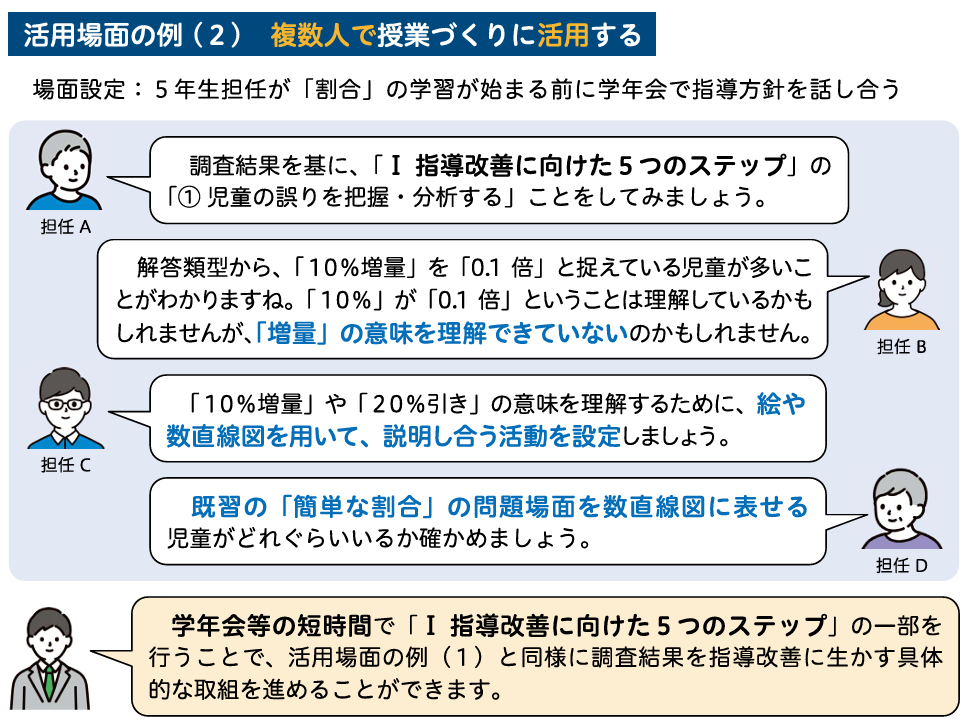 活用場面の例（２）　複数人で授業づくりに活用する
場面設定：５年生担任が「割合」の学習が始まる前に学年会で指導方針を話し合う
調査結果を基に、「Ⅰ 指導改善に向けた５つのステップ」の
「① 児童の誤りを把握・分析する」ことをしてみましょう。
担任 A
解答類型から、「１０％増量」を「0.1 倍」と捉えている児童が多いこ
とがわかりますね。「１０％」が「0.1 倍」ということは理解しているかも
しれませんが、「増量」の意味を理解できていないのかもしれません。
担任 B
「１０％増量」や「２０％引き」の意味を理解するために、絵や
数直線図を用いて、説明し合う活動を設定しましょう。
担任 C
既習の「簡単な割合」の問題場面を数直線図に表せる
児童がどれぐらいいるか確かめましょう。
担任 D
学年会等の短時間で「Ⅰ 指導改善に向けた５つのステップ」の一部を
行うことで、活用場面の例（１）と同様に調査結果を指導改善に生かす具体
的な取組を進めることができます。